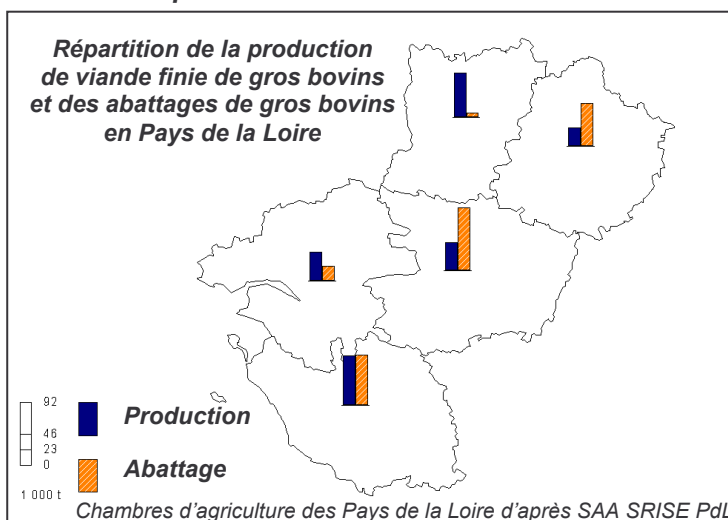 Répartition de la production
de viande finie de gros bovins
et des abattages de gros bovins
en Pays de la Loire
92
46
23
0
1 000 t
Production
Abattage
Chambres d'agriculture des Pays de la Loire d'après SAA SRISE PdL